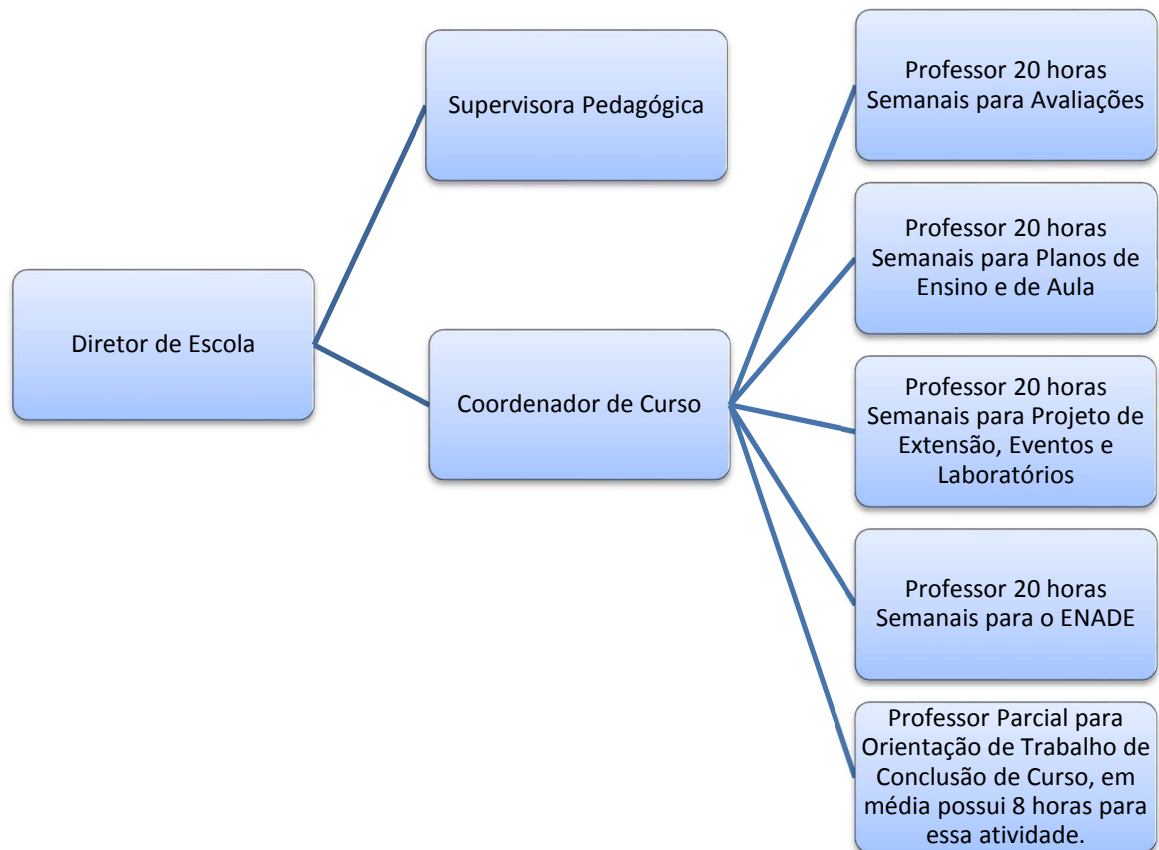 Diretor de Escola
Supervisora Pedagógica
Coordenador de Curso
Professor 20 horas
Semanais para Avaliações
Professor 20 horas
Semanais para Planos de
Ensino e de Aula
Professor 20 horas
Semanais para Projeto de
Extensão, Eventos e
Laboratórios
Professor 20 horas
Semanais para o ENADE
Professor Parcial para
Orientação de Trabalho de
Conclusão de Curso, em
média possui 8 horas para
essa atividade.